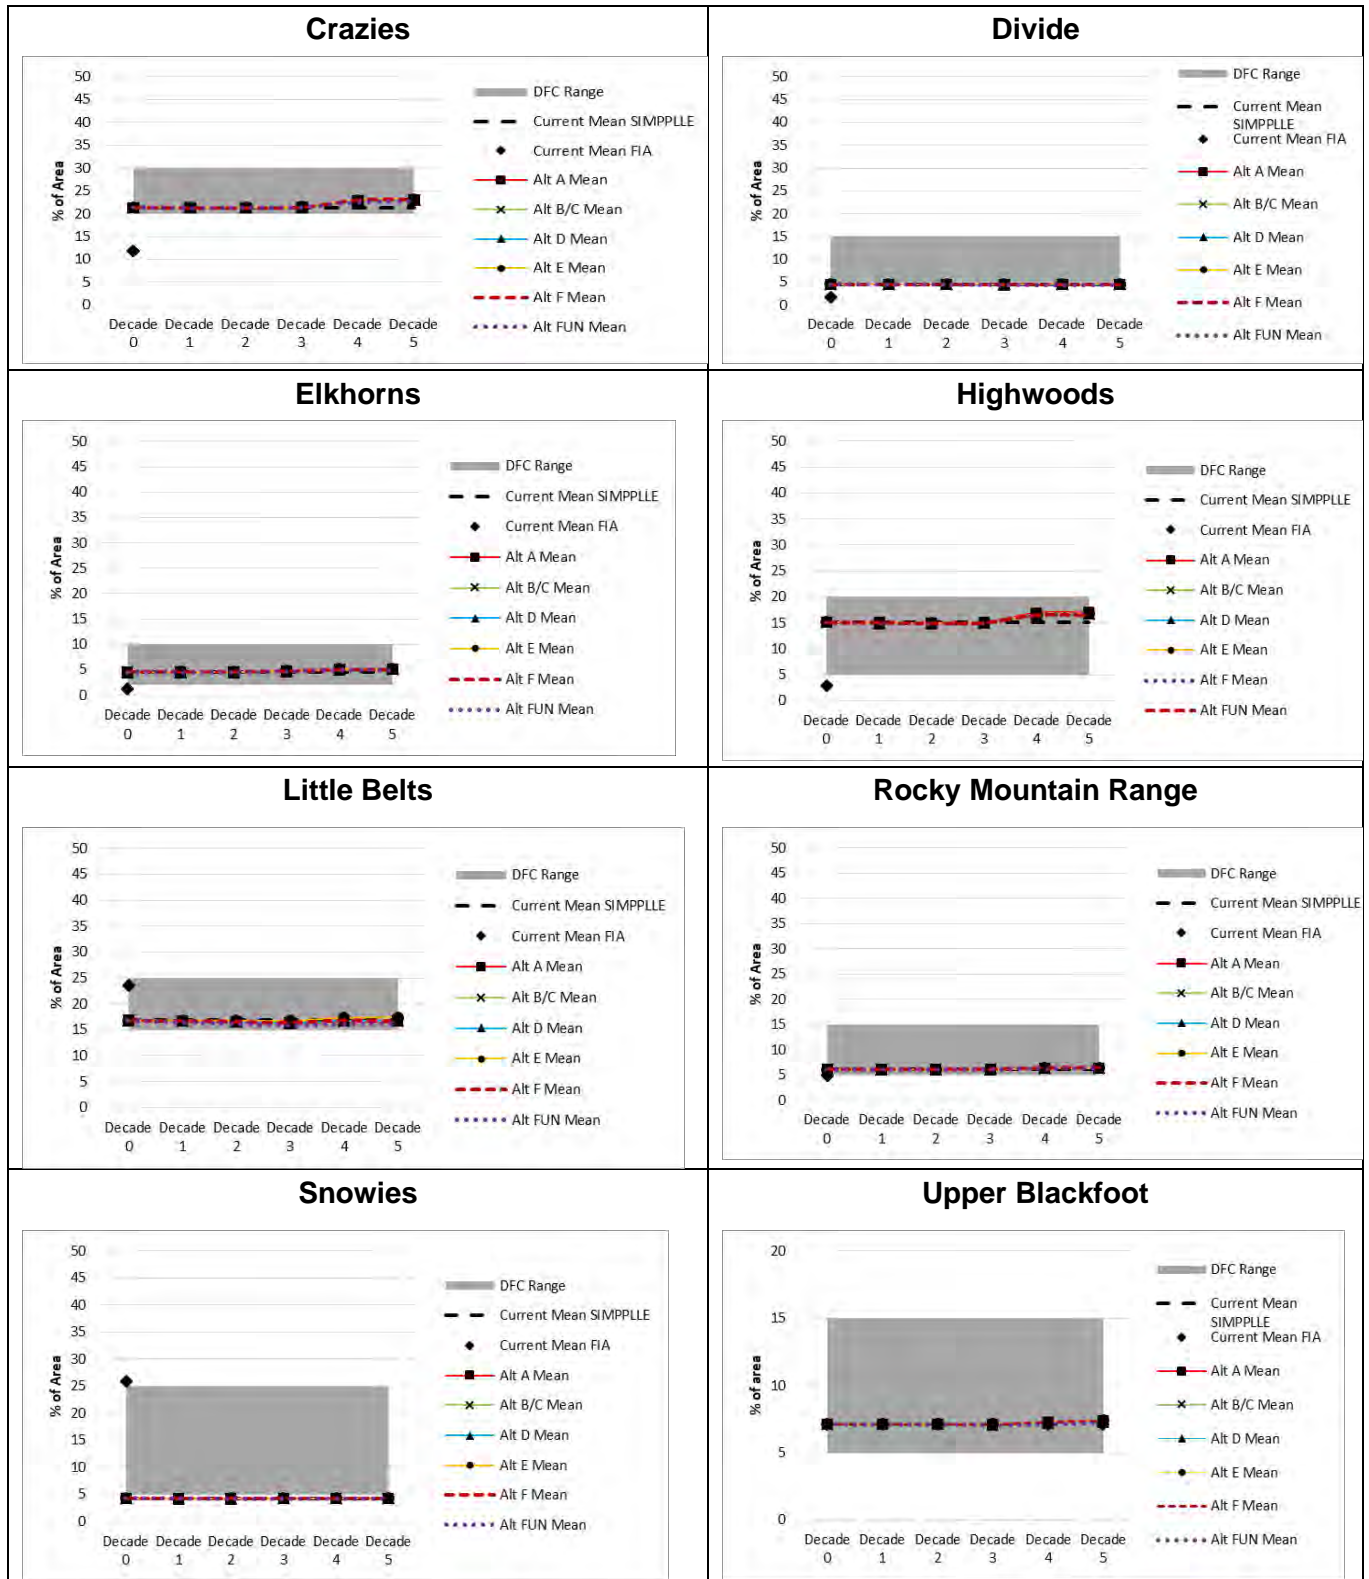 Crazies
50
45
40
35
30
25
20
15
10
5
0
% of Area
Decade Decade Decade Decade Decade Decade
0 1 2 3 4 5
DFC Range
Current Mean SIMPPLLE
Current Mean FIA
Alt A Mean
Alt B/C Mean
Alt D Mean
Alt E Mean
Alt F Mean
Alt FUN Mean
Divide
50
45
40
35
30
25
20
15
10
5
0
% of Area
Decade Decade Decade Decade Decade Decade
0 1 2 3 4 5
DFC Range
Current Mean
SIMPPLLE
Current Mean FIA
Alt A Mean
Alt B/C Mean
Alt D Mean
Alt E Mean
Alt F Mean
Alt FUN Mean
Elkhorns
50
45
40
35
30
25
20
15
10
5
0
% of Area
Decade Decade Decade Decade Decade Decade
0 1 2 3 4 5
DFC Range
Current Mean SIMPPLLE
Current Mean FIA
Alt A Mean
Alt B/C Mean
Alt D Mean
Alt E Mean
Alt F Mean
Alt FUN Mean
Highwoods
50
45
40
35
30
25
20
15
10
5
0
% of Area
Decade Decade Decade Decade Decade Decade
0 1 2 3 4 5
DFC Range
Current Mean SIMPPLLE
Current Mean FIA
Alt A Mean
Alt B/C Mean
Alt D Mean
Alt E Mean
Alt F Mean
Alt FUN Mean
Little Belts
50
45
40
35
30
25
20
15
10
5
0
% of Area
Decade Decade Decade Decade Decade Decade
0 1 2 3 4 5
DFC Range
Current Mean SIMPPLLE
Current Mean FIA
Alt A Mean
Alt B/C Mean
Alt D Mean
Alt E Mean
Alt F Mean
Alt FUN Mean
Rocky Mountain Range
50
45
40
35
30
25
20
15
10
5
0
% of Area
Decade Decade Decade Decade Decade Decade
0 1 2 3 4 5
DFC Range
Current Mean SIMPPLLE
Current Mean FIA
Alt A Mean
Alt B/C Mean
Alt D Mean
Alt E Mean
Alt F Mean
Alt FUN Mean
Snowies
50
45
40
35
30
25
20
15
10
5
0
% of Area
Decade Decade Decade Decade Decade Decade
0 1 2 3 4 5
DFC Range
Current Mean SIMPPLLE
Current Mean FIA
Alt A Mean
Alt B/C Mean
Alt D Mean
Alt E Mean
Alt F Mean
Alt FUN Mean
Upper Blackfoot
20
15
10
5
0
% of area
Decade Decade Decade Decade Decade Decade
0 1 2 3 4 5
DFC Range
Current Mean
SIMPPLLE
Current Mean FIA
Alt A Mean
Alt B/C Mean
Alt D Mean
Alt E Mean
Alt F Mean
Alt FUN Mean